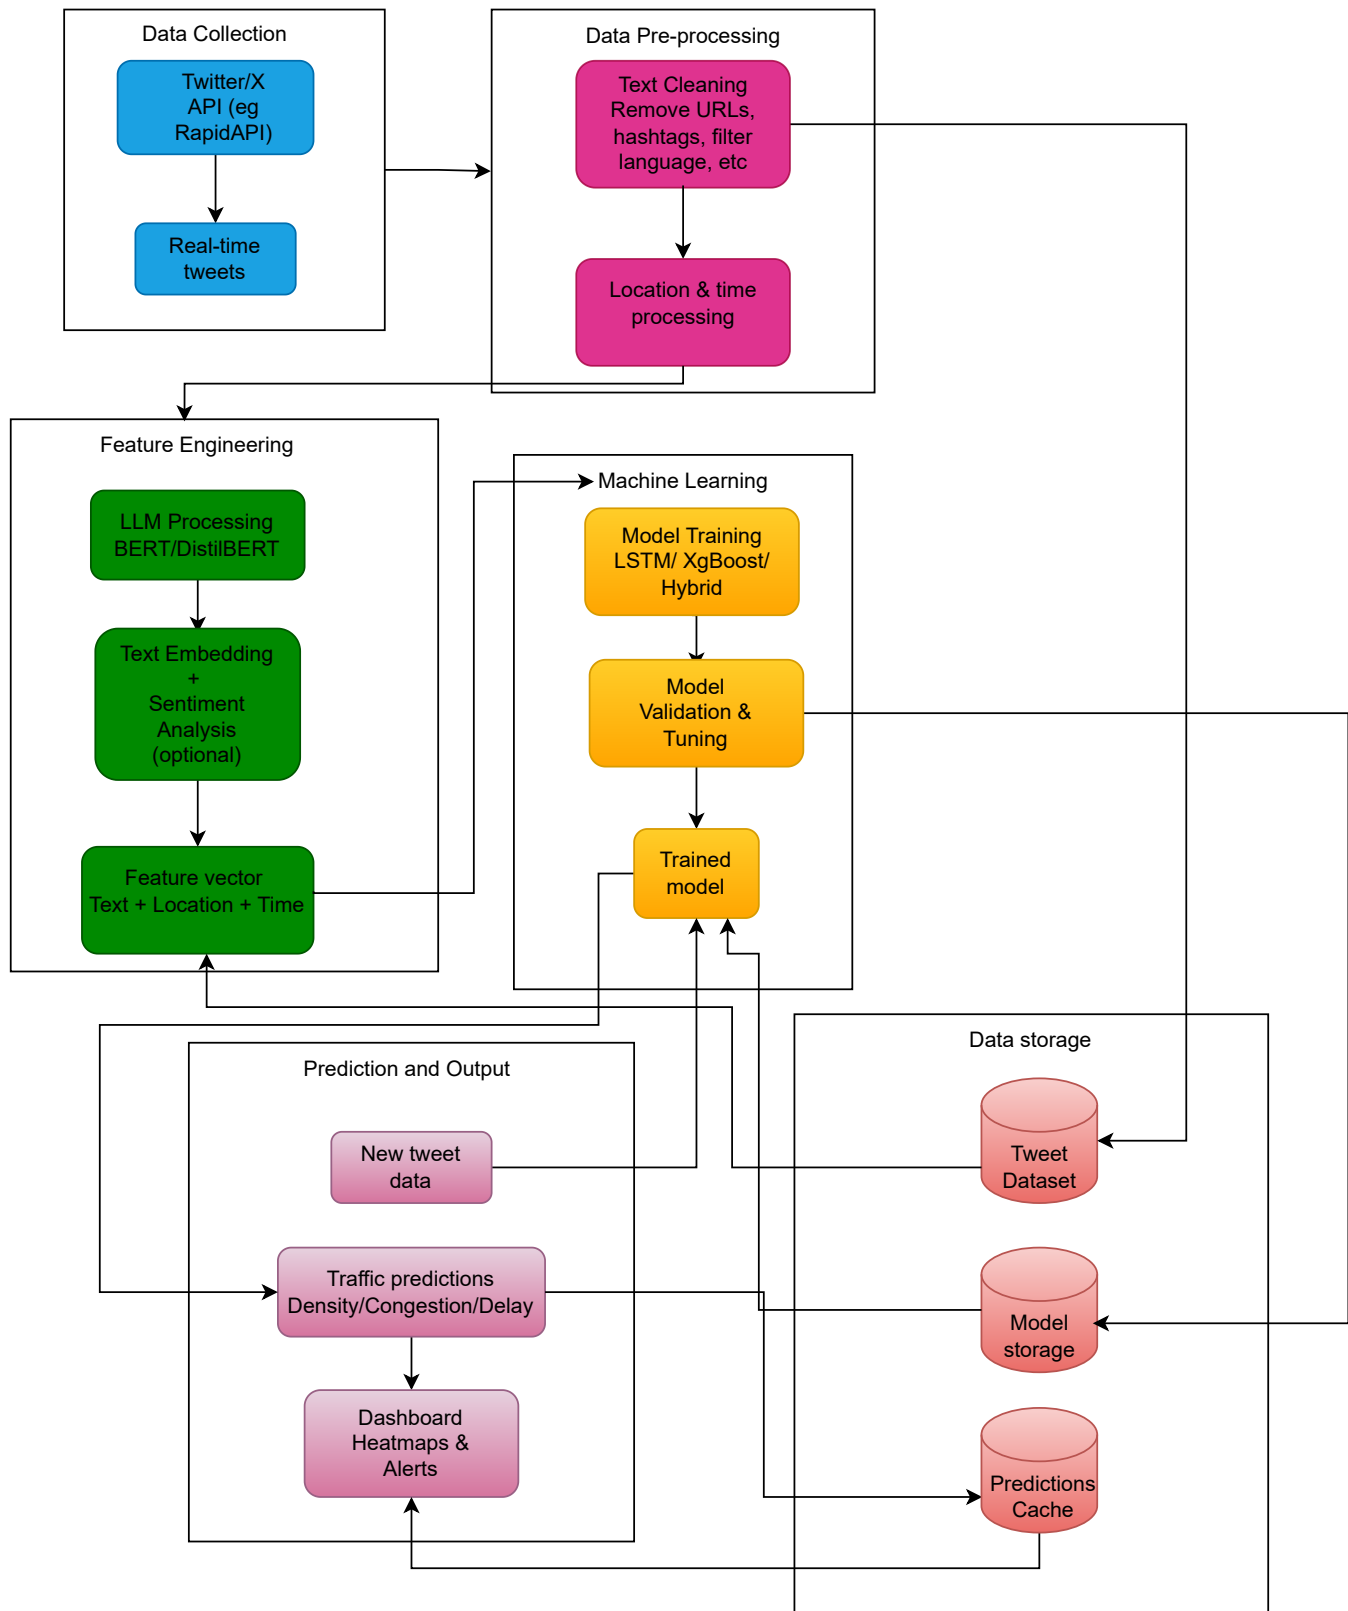 Data Collection
Twitter/X
API (eg
RapidAPI)
Real-time
tweets
Data Pre-processing
Text Cleaning
Remove URLs,
hashtags, filter
language, etc
Location & time
processing
Feature Engineering
LLM Processing
BERT/DistilBERT
Text Embedding
+
Sentiment
Analysis
(optional)
Feature vector
Text + Location + Time
Machine Learning
Model Training
LSTM/ XgBoost/
Hybrid
Model
Validation &
Tuning
Trained
model
Prediction and Output
New tweet
data
Traffic predictions
Density/Congestion/Delay
Dashboard
Heatmaps &
Alerts
Data storage
Tweet
Dataset
Model
storage
Predictions
Cache